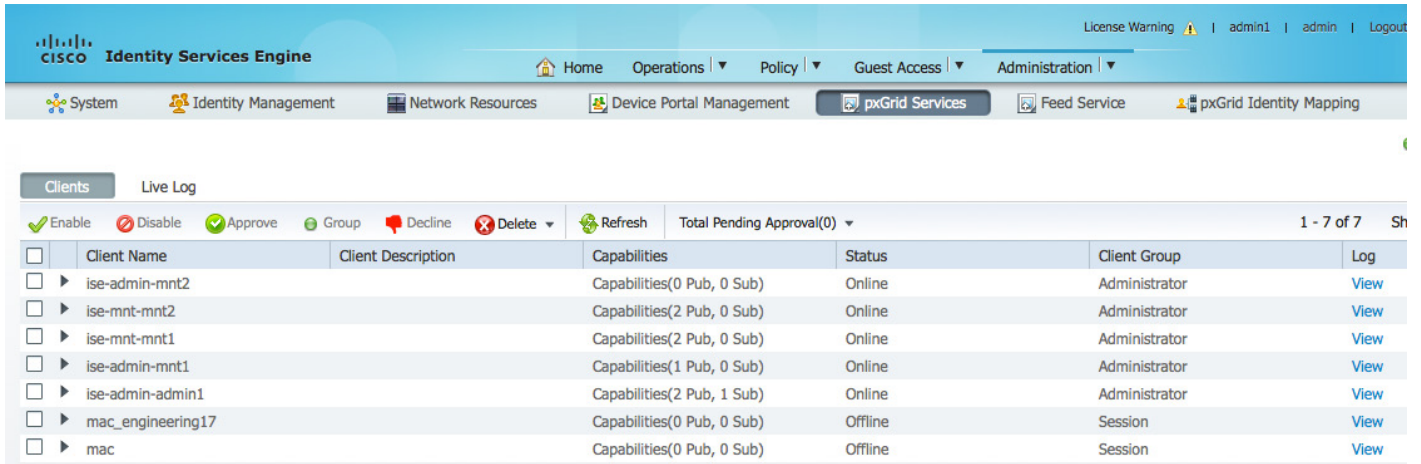 License Warning | admin1 | admin | Logout
CISCO Identity Services Engine
Home Operations Policy Guest Access Administration
System Identity Management Network Resources Device Portal Management pxGrid Services Feed Service pxGrid Identity Mapping
Clients Live Log
Enable Disable Approve Group Decline Delete Refresh Total Pending Approval(0) 1 - 7 of 7 Sh
Client Name Client Description Capabilities Status Client Group Log
ise-admin-mnt2 Capabilities(0 Pub, 0 Sub) Online Administrator View
ise-mnt-mnt2 Capabilities(2 Pub, 0 Sub) Online Administrator View
ise-mnt-mnt1 Capabilities(2 Pub, 0 Sub) Online Administrator View
ise-admin-mnt1 Capabilities(1 Pub, 0 Sub) Online Administrator View
ise-admin-admin1 Capabilities(2 Pub, 1 Sub) Online Administrator View
mac_engineering17 Capabilities(0 Pub, 0 Sub) Offline Session View
mac Capabilities(0 Pub, 0 Sub) Offline Session View